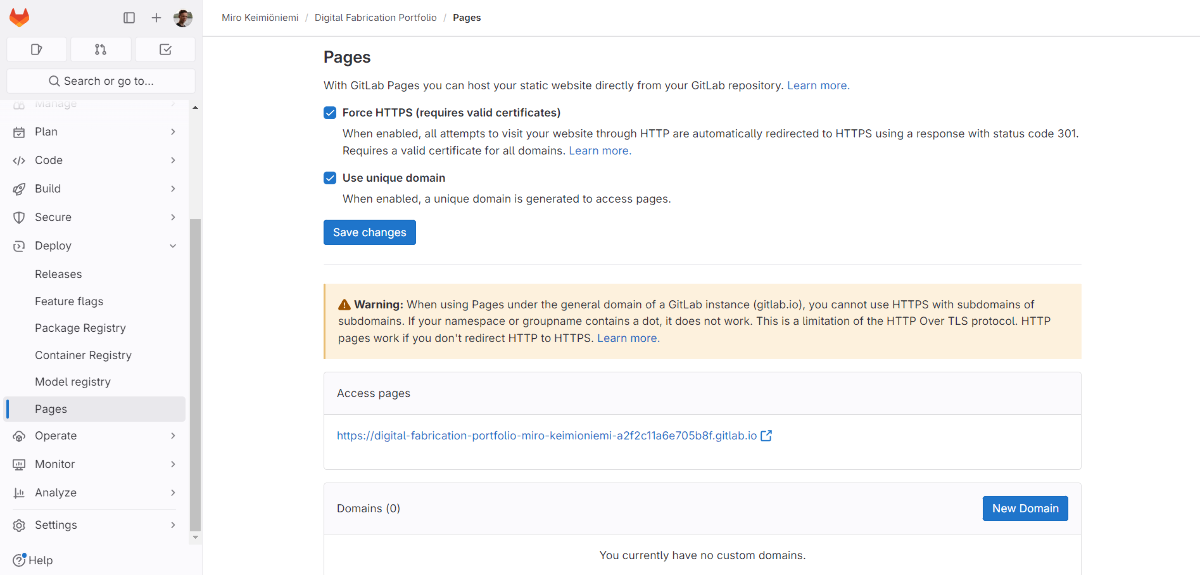 Miro Keimiöniemi / Digital Fabrication Portfolio / Pages
Search or go to...
Manage
Plan
Code
Build
Secure
Deploy
Releases
Feature flags
Package Registry
Container Registry
Model registry
Pages
Operate
Monitor
Analyze
Settings
Help
Pages
With GitLab Pages you can host your static website directly from your GitLab repository. Learn more.
Force HTTPS (requires valid certificates)
When enabled, all attempts to visit your website through HTTP are automatically redirected to HTTPS using a response with status code 301.
Requires a valid certificate for all domains. Learn more.
Use unique domain
When enabled, a unique domain is generated to access pages.
Save changes
Warning: When using Pages under the general domain of a GitLab instance (gitlab.io), you cannot use HTTPS with subdomains of
subdomains. If your namespace or groupname contains a dot, it does not work. This is a limitation of the HTTP Over TLS protocol. HTTP
pages work if you don't redirect HTTP to HTTPS. Learn more.
Access pages
https://digital-fabrication-portfolio-miro-keimioniemi-a2f2c11a6e705b8f.gitlab.io
Domains (0)
New Domain
You currently have no custom domains.